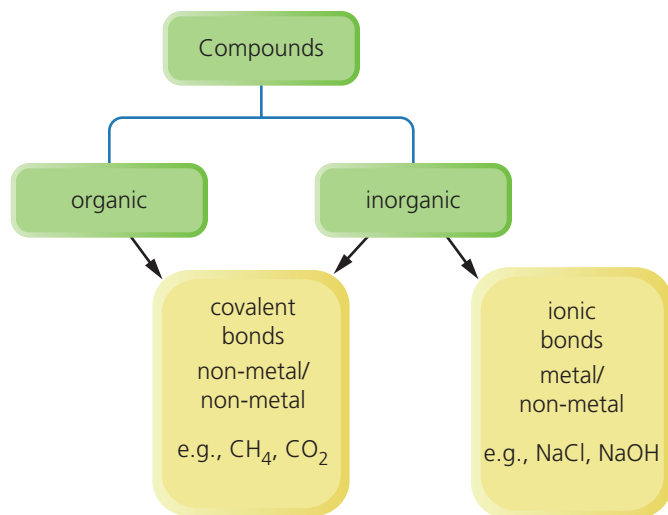 Compounds
organic
inorganic
covalent
bonds
non-metal/
non-metal
e.g., CH₄, CO₂
ionic
bonds
metal/
non-metal
e.g., NaCl, NaOH